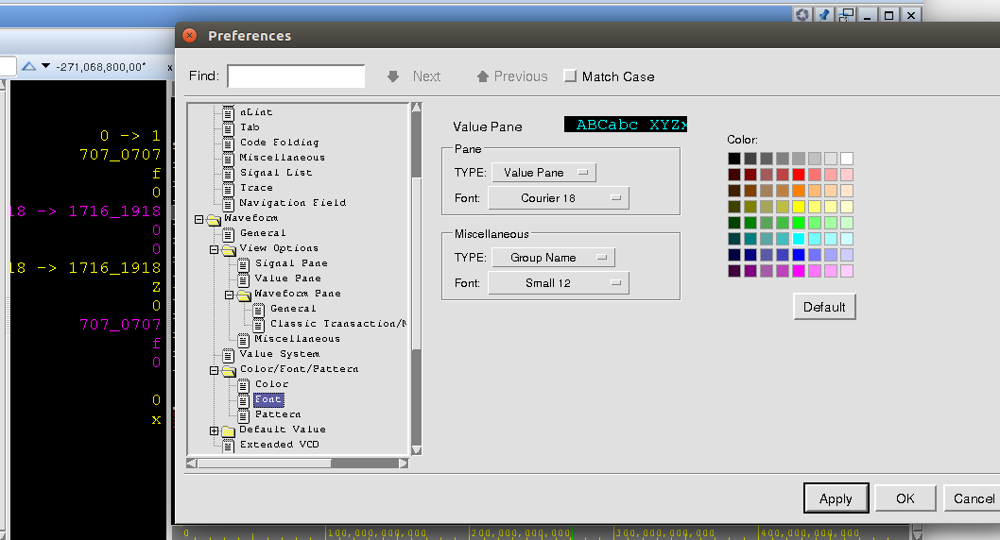 -271,068,800,00* x
0 -> 1
707_0707
f
0
18 -> 1716_1918
0
0
18 -> 1716_1918
Z
0
707_0707
f
0
0
x
Preferences
Find:
Next
Previous
Match Case
nLint
Tab
Code Folding
Miscellaneous
Signal List
Trace
Navigation Field
Waveform
General
View Options
Signal Pane
Value Pane
Waveform Pane
General
Classic Transaction/M
Miscellaneous
Value System
Color/Font/Pattern
Color
Font
Pattern
Default Value
Extended VCD
Value Pane ABCabc XYZx
Pane
TYPE: Value Pane
Font: Courier 18
Miscellaneous
TYPE: Group Name
Font: Small 12
Color:
Default
Apply OK Cancel
0 100,000,000,000 200,000,000,000 300,000,000,000 400,000,000,000